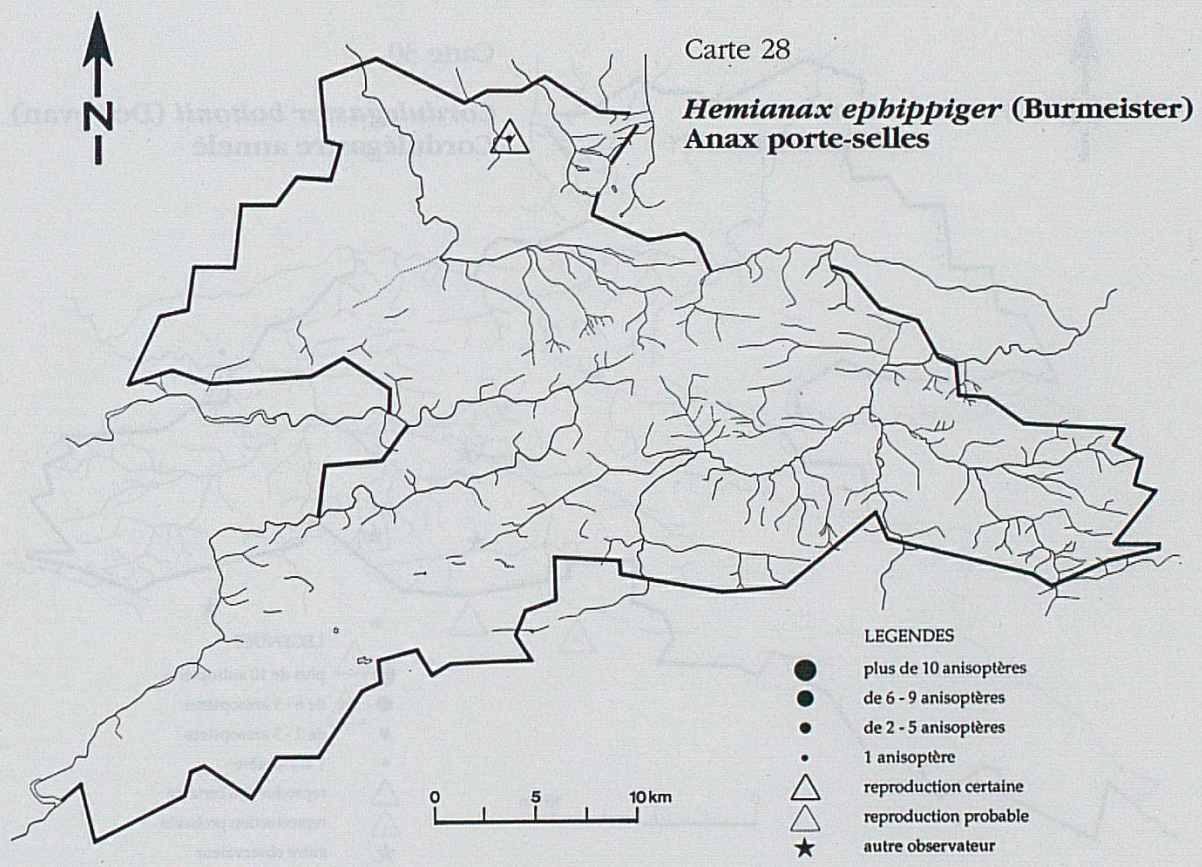 N
Carte 28
Hemianax ephippiger (Burmeister)
Anax porte-selles
LEGENDES
plus de 10 anisoptères
de 6 - 9 anisoptères
de 2 - 5 anisoptères
1 anisoptère
reproduction certaine
reproduction probable
autre observateur
0 5 10 km